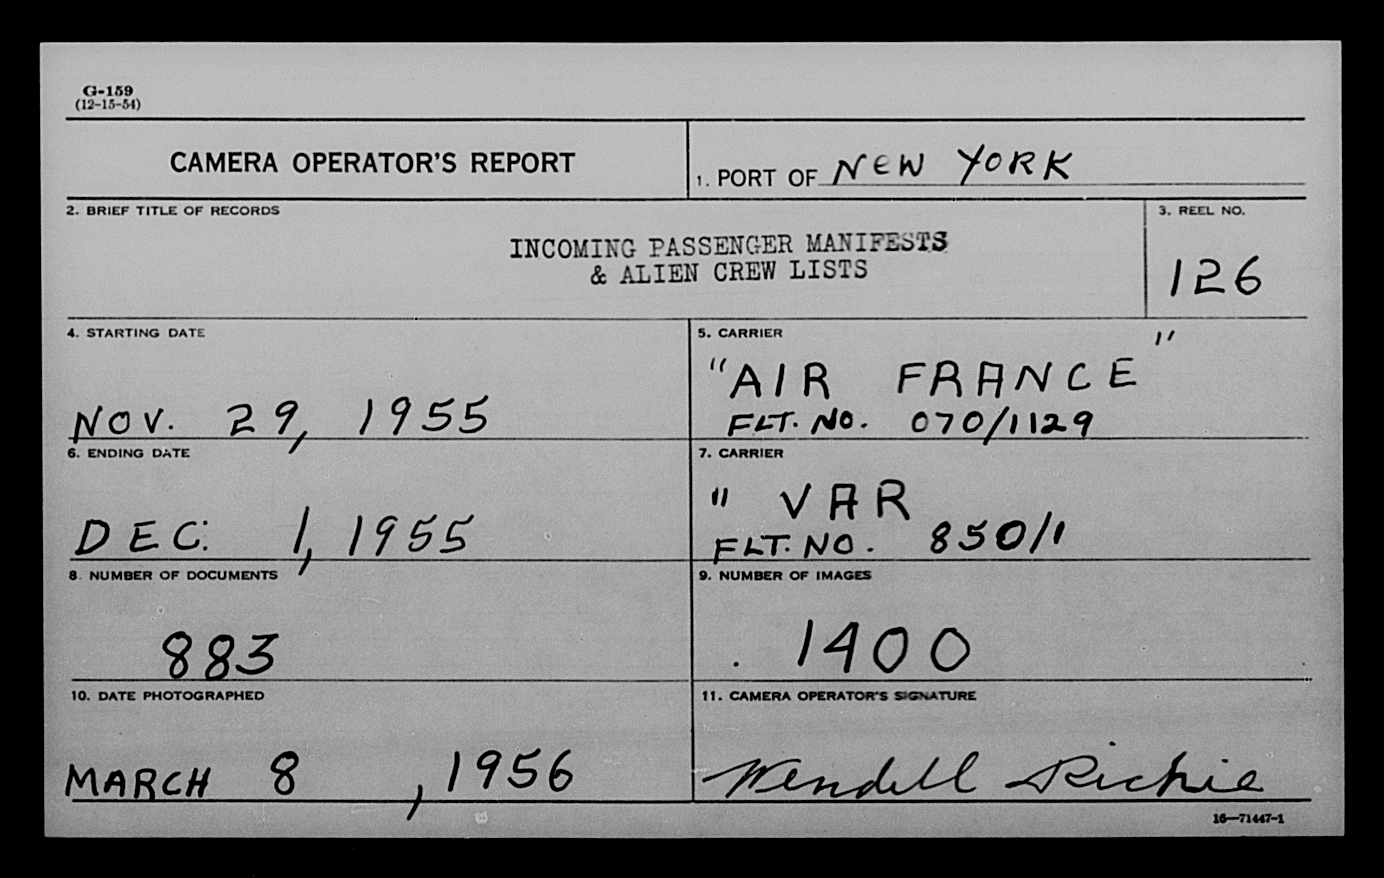 G-159
(12-15-54)
CAMERA OPERATOR'S REPORT
1. PORT OF NEW YORK
2. BRIEF TITLE OF RECORDS
INCOMING PASSENGER MANIFESTS
& ALIEN CREW LISTS
3. REEL NO.
126
4. STARTING DATE
NOV. 29, 1955
5. CARRIER
"AIR FRANCE"
FLT. NO. 070/1129
6. ENDING DATE
DEC. 1, 1955
7. CARRIER
" VAR
FLT. NO. 850/1
8. NUMBER OF DOCUMENTS
883
9. NUMBER OF IMAGES
1400
10. DATE PHOTOGRAPHED
MARCH 8, 1956
11. CAMERA OPERATOR'S SIGNATURE
Wendell Richie
16—71447-1